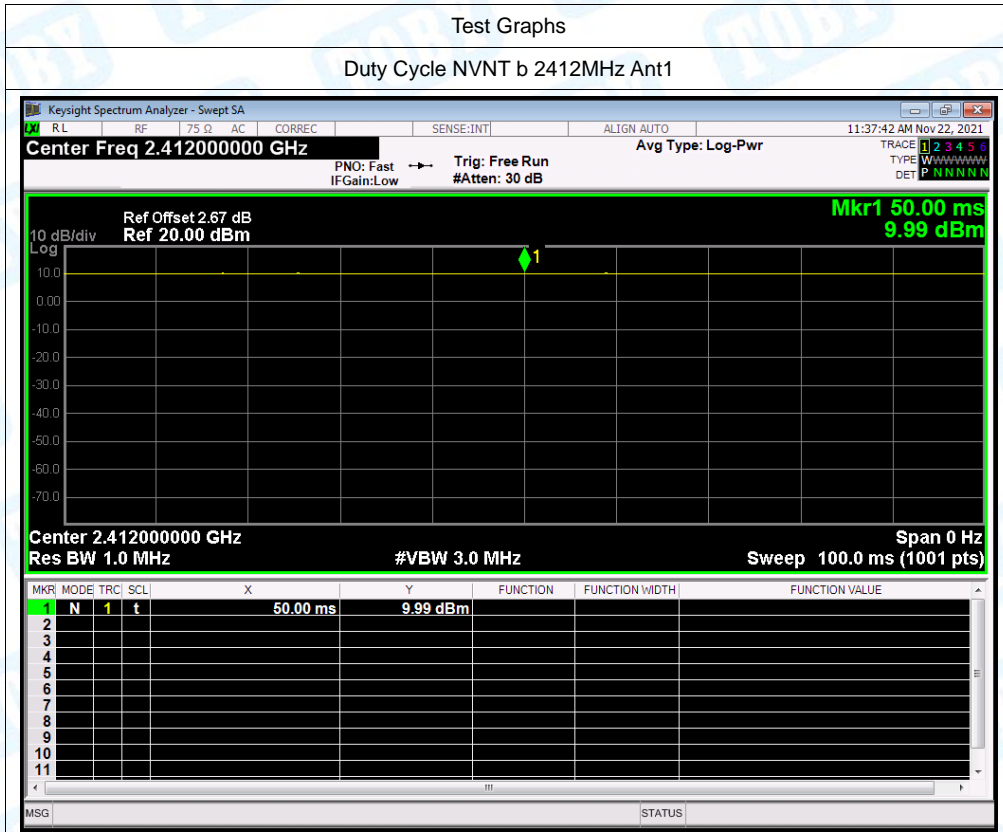 Test Graphs
Duty Cycle NVNT b 2412MHz Ant1
Keysight Spectrum Analyzer - Swept SA
LXI RL RF 75 Ω AC CORREC SENSE:INT ALIGN AUTO 11:37:42 AM Nov 22, 2021
Center Freq 2.412000000 GHz Avg Type: Log-Pwr TRACE 1 2 3 4 5 6
PNO: Fast Trig: Free Run TYPE WWWWWW
IFGain:Low #Atten: 30 dB DET P N N N N N
Mkr1 50.00 ms
Ref Offset 2.67 dB
10 dB/div Ref 20.00 dBm 9.99 dBm
Log
1
10.0
0.00
-10.0
-20.0
-30.0
-40.0
-50.0
-60.0
-70.0
Center 2.412000000 GHz Span 0 Hz
Res BW 1.0 MHz #VBW 3.0 MHz Sweep 100.0 ms (1001 pts)
MKR MODE TRC SCL X Y FUNCTION FUNCTION WIDTH FUNCTION VALUE
1 N 1 t 50.00 ms 9.99 dBm
2
3
4
5
6
7
8
9
10
11
MSG STATUS